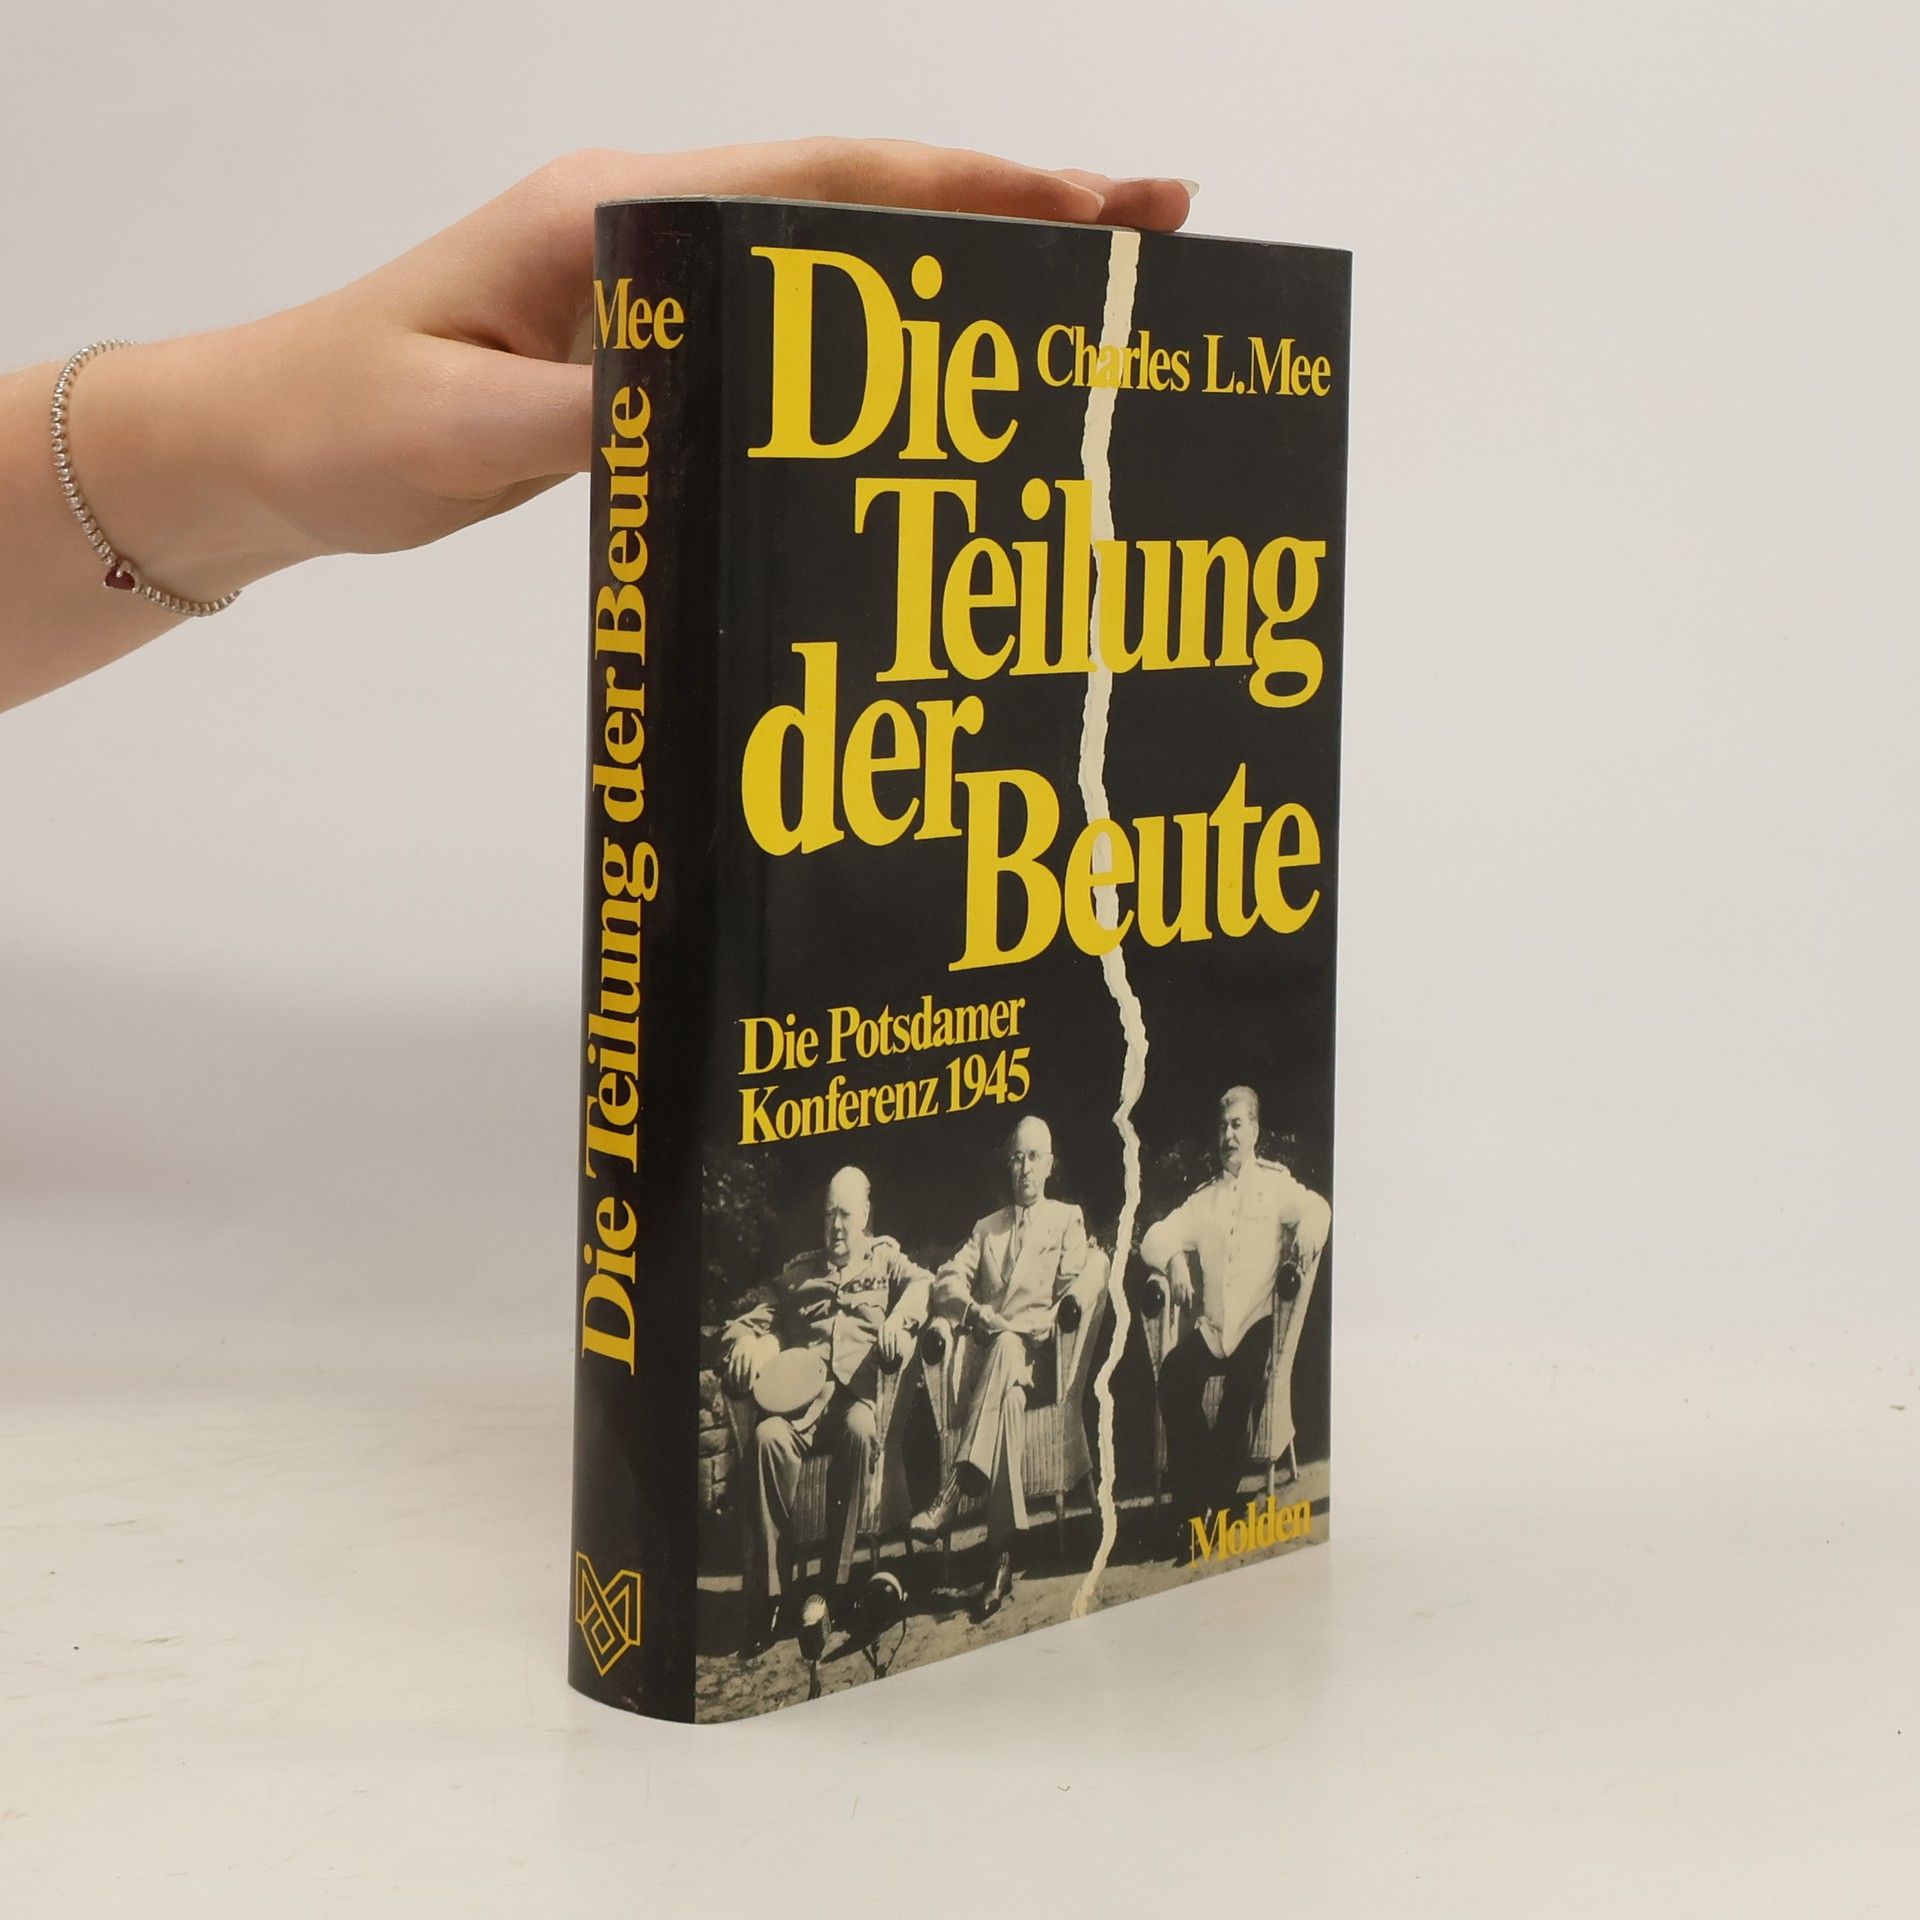 Mee
Die Teilung der Beute
Die
Charles L. Mee
Teilung
der
Beute
Die Potsdamer
Konferenz 1945
Molden